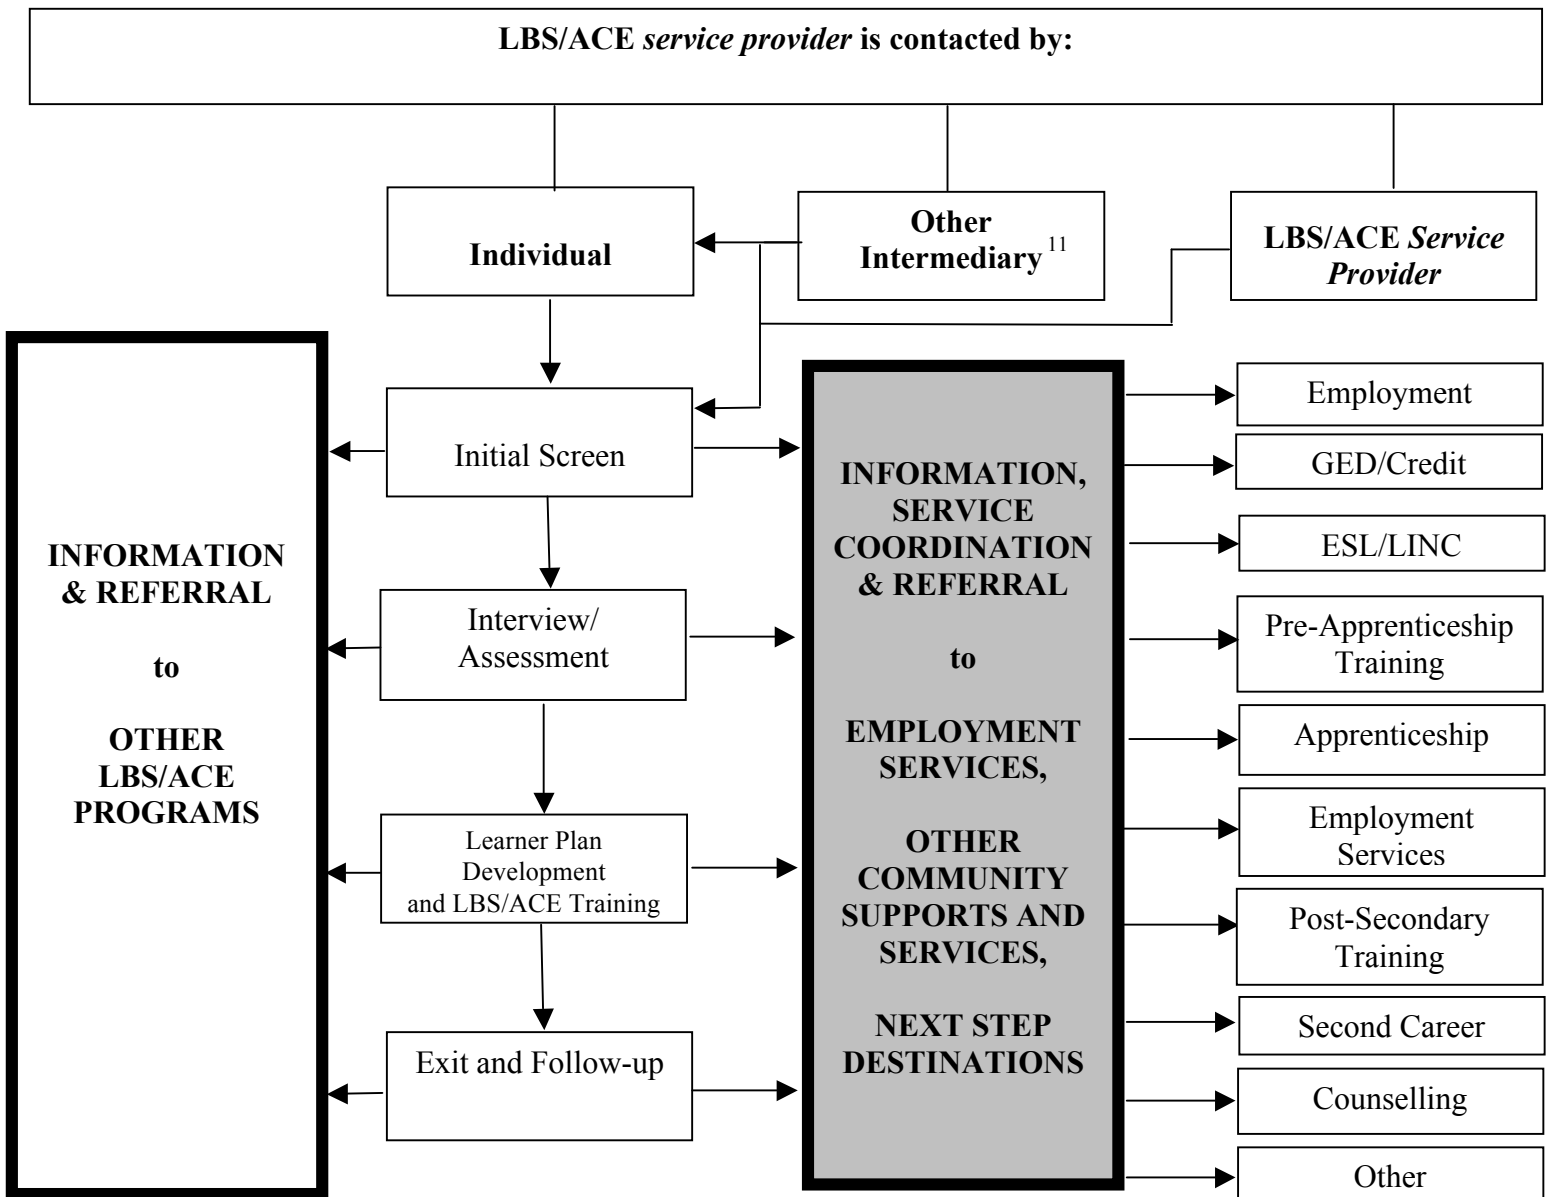 LBS/ACE service provider is contacted by:
Individual
Other
Intermediary 11
LBS/ACE Service
Provider
Initial Screen
Interview/
Assessment
Learner Plan
Development
and LBS/ACE Training
Exit and Follow-up
INFORMATION
& REFERRAL
to
OTHER
LBS/ACE
PROGRAMS
INFORMATION,
SERVICE
COORDINATION
& REFERRAL
to
EMPLOYMENT
SERVICES,
OTHER
COMMUNITY
SUPPORTS AND
SERVICES,
NEXT STEP
DESTINATIONS
Employment
GED/Credit
ESL/LINC
Pre-Apprenticeship
Training
Apprenticeship
Employment
Services
Post-Secondary
Training
Second Career
Counselling
Other